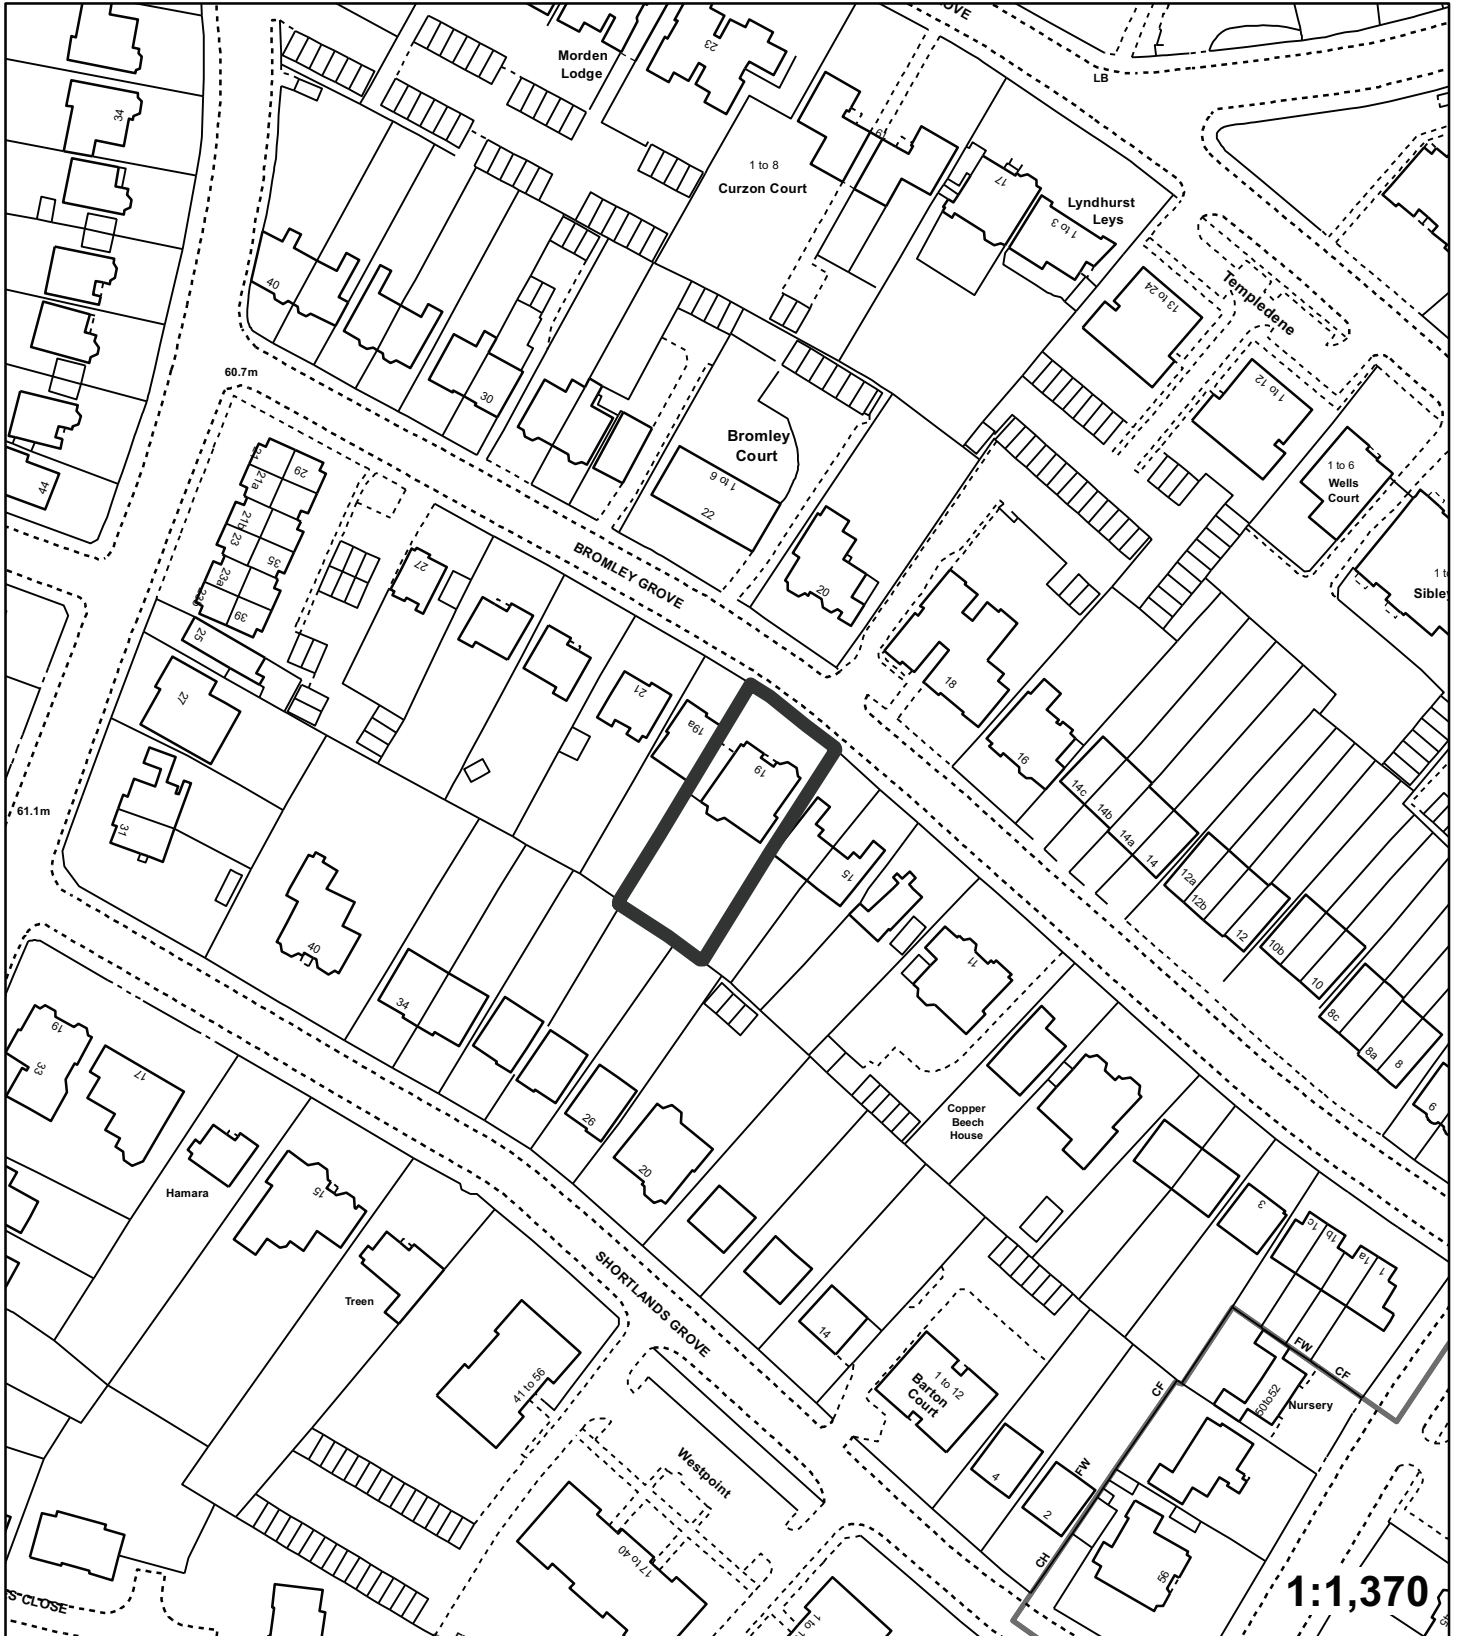 OVE
LB
Morden
Lodge
23
34
1 to 8
Curzon Court
19
17
Lyndhurst
Leys
1 to 3
40
13 to 24
Templedene
60.7m
30
1 to 12
Bromley
Court
1 to 6
22
1 to 6
Wells
Court
44
21
21a
29
21b
23
35
23a
39
25
27
27
BROMLEY GROVE
20
Sibley
18
21
19a
19
16
31
61.1m
14c
14b
14a
14
15
12a
12b
12
10b
10
11
40
34
8c
8a
8
6
19
33
17
26
Copper
Beech
House
20
Hamara
15
3
1c
1b
1a
1
Treen
SHORTLANDS GROVE
14
41 to 56
1 to 12
Barton
Court
FW
CF
CF
50to52
Nursery
Westpoint
4
FW
2
17 to 40
CH
56
S CLOSE
1:1,370